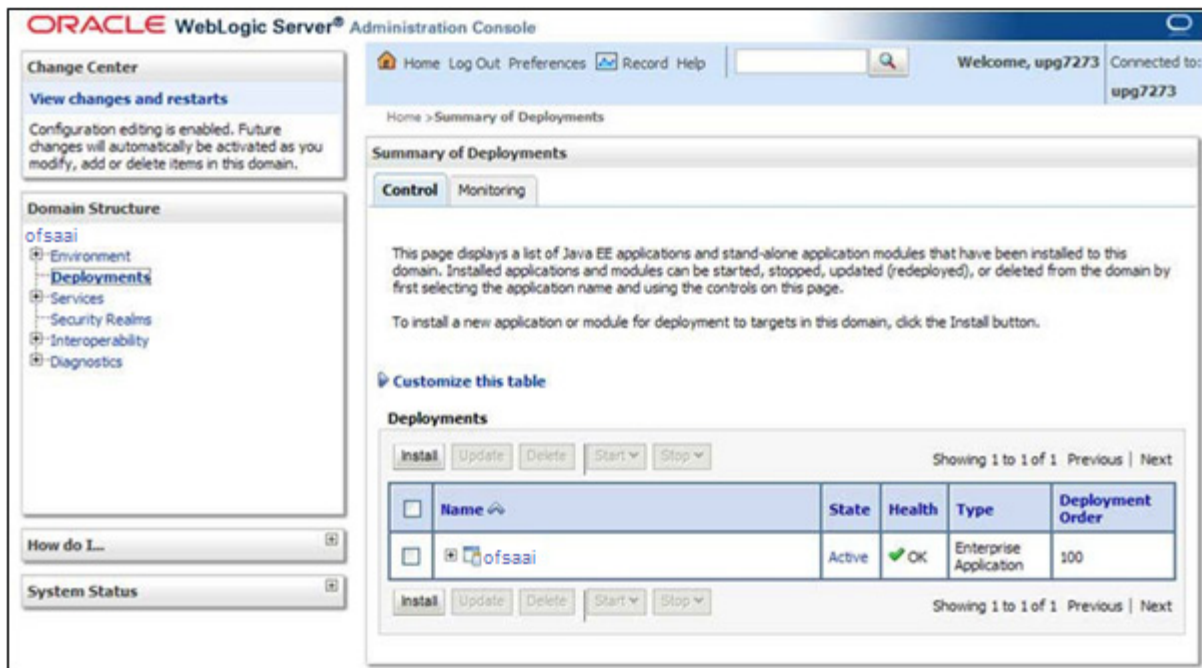 ORACLE WebLogic Server® Administration Console
Change Center
View changes and restarts
Configuration editing is enabled. Future
changes will automatically be activated as you
modify, add or delete items in this domain.
Domain Structure
ofsaai
Environment
Deployments
Services
Security Realms
Interoperability
Diagnostics
How do I...
System Status
Home Log Out Preferences Record Help
Welcome, upg7273
Connected to:
upg7273
Home >Summary of Deployments
Summary of Deployments
Control Monitoring
This page displays a list of Java EE applications and stand-alone application modules that have been installed to this
domain. Installed applications and modules can be started, stopped, updated (redeployed), or deleted from the domain by
first selecting the application name and using the controls on this page.
To install a new application or module for deployment to targets in this domain, click the Install button.
Customize this table
Deployments
Install Update Delete Start Stop Showing 1 to 1 of 1 Previous | Next
Name State Health Type Deployment
Order
ofsaai Active OK Enterprise
Application 100
Install Update Delete Start Stop Showing 1 to 1 of 1 Previous | Next